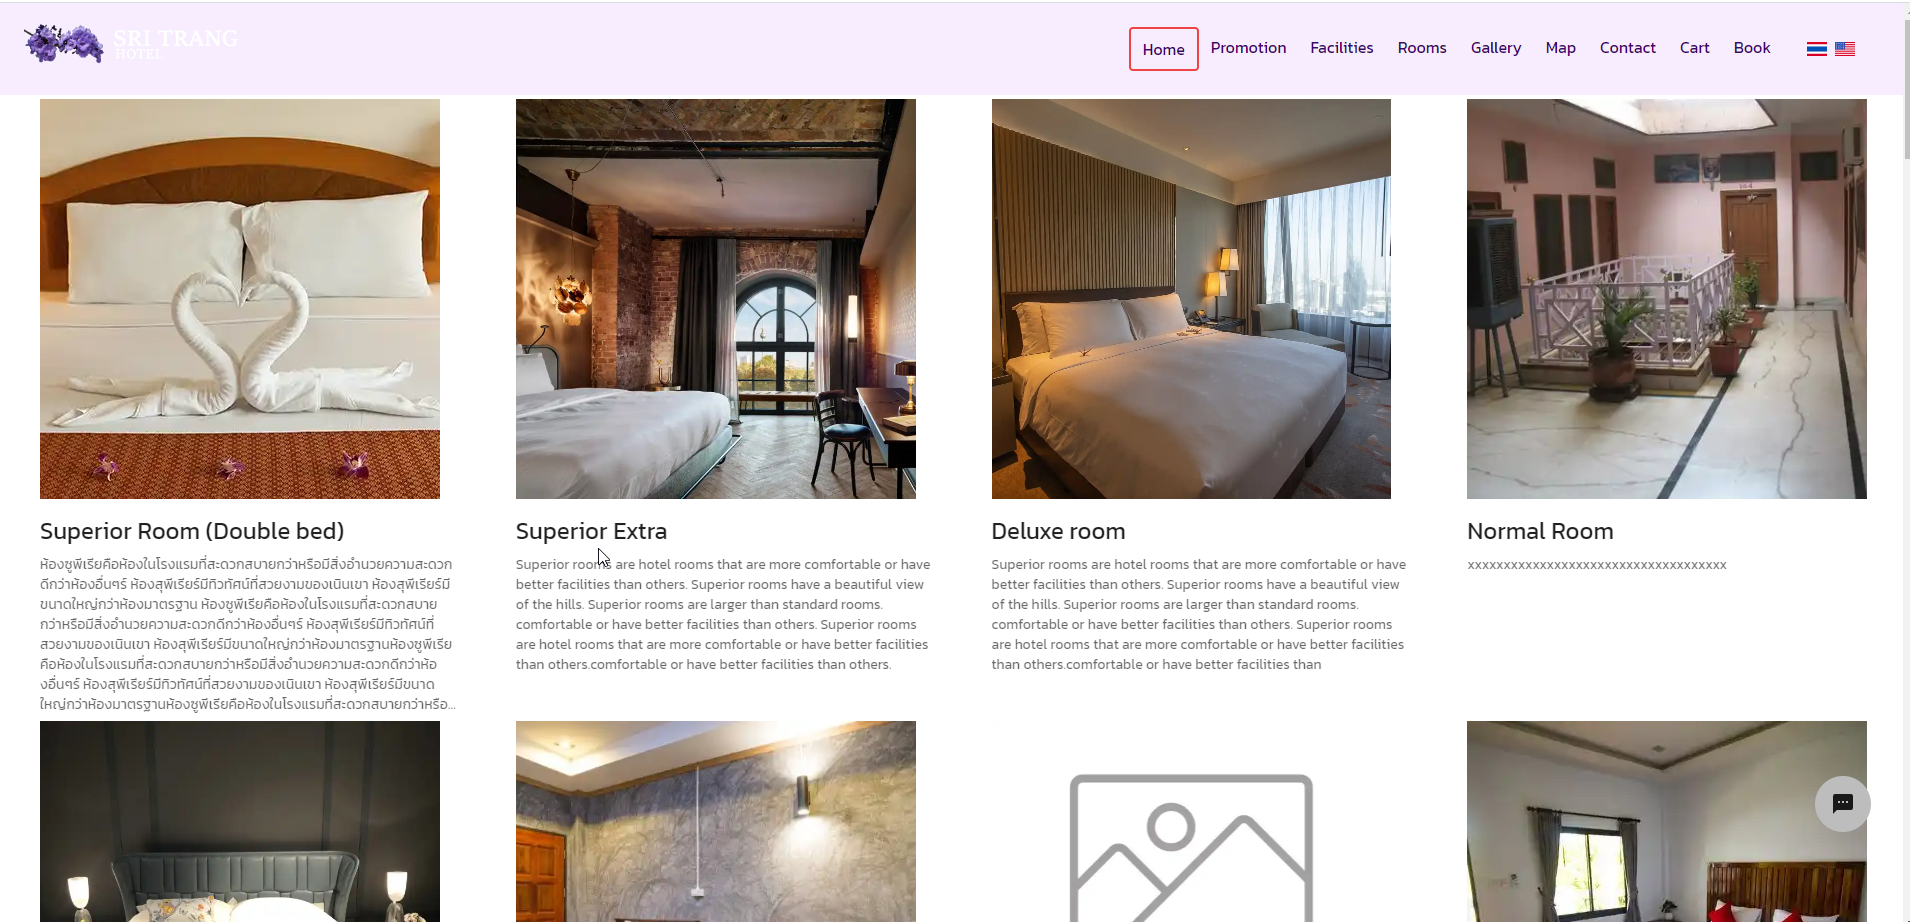 SRI TRANG
HOTEL
Home Promotion Facilities Rooms Gallery Map Contact Cart Book
Superior Room (Double bed)
ห้องซูพีเรียคือห้องในโรงแรมที่สะดวกสบายกว่าหรือมีสิ่งอำนวยความสะดวก
ดีกว่าห้องอื่นๆร์ ห้องสุพีเรียร์มีทิวทัศน์ที่สวยงามของเนินเขา ห้องสุพีเรียร์มี
ขนาดใหญ่กว่าห้องมาตรฐาน ห้องซูพีเรียคือห้องในโรงแรมที่สะดวกสบาย
กว่าหรือมีสิ่งอำนวยความสะดวกดีกว่าห้องอื่นๆร์ ห้องสุพีเรียร์มีทิวทัศน์ที่
สวยงามของเนินเขา ห้องสุพีเรียร์มีขนาดใหญ่กว่าห้องมาตรฐานห้องซูพีเรีย
คือห้องในโรงแรมที่สะดวกสบายกว่าหรือมีสิ่งอำนวยความสะดวกดีกว่าห้อ
งอื่นๆร์ ห้องสุพีเรียร์มีทิวทัศน์ที่สวยงามของเนินเขา ห้องสุพีเรียร์มีขนาด
ใหญ่กว่าห้องมาตรฐานห้องซูพีเรียคือห้องในโรงแรมที่สะดวกสบายกว่าหรือ...
Superior Extra
Superior rooms are hotel rooms that are more comfortable or have
better facilities than others. Superior rooms have a beautiful view
of the hills. Superior rooms are larger than standard rooms.
comfortable or have better facilities than others. Superior rooms
are hotel rooms that are more comfortable or have better facilities
than others.comfortable or have better facilities than others.
Deluxe room
Superior rooms are hotel rooms that are more comfortable or have
better facilities than others. Superior rooms have a beautiful view
of the hills. Superior rooms are larger than standard rooms.
comfortable or have better facilities than others. Superior rooms
are hotel rooms that are more comfortable or have better facilities
than others.comfortable or have better facilities than
Normal Room
xxxxxxxxxxxxxxxxxxxxxxxxxxxxxxxxxxxx